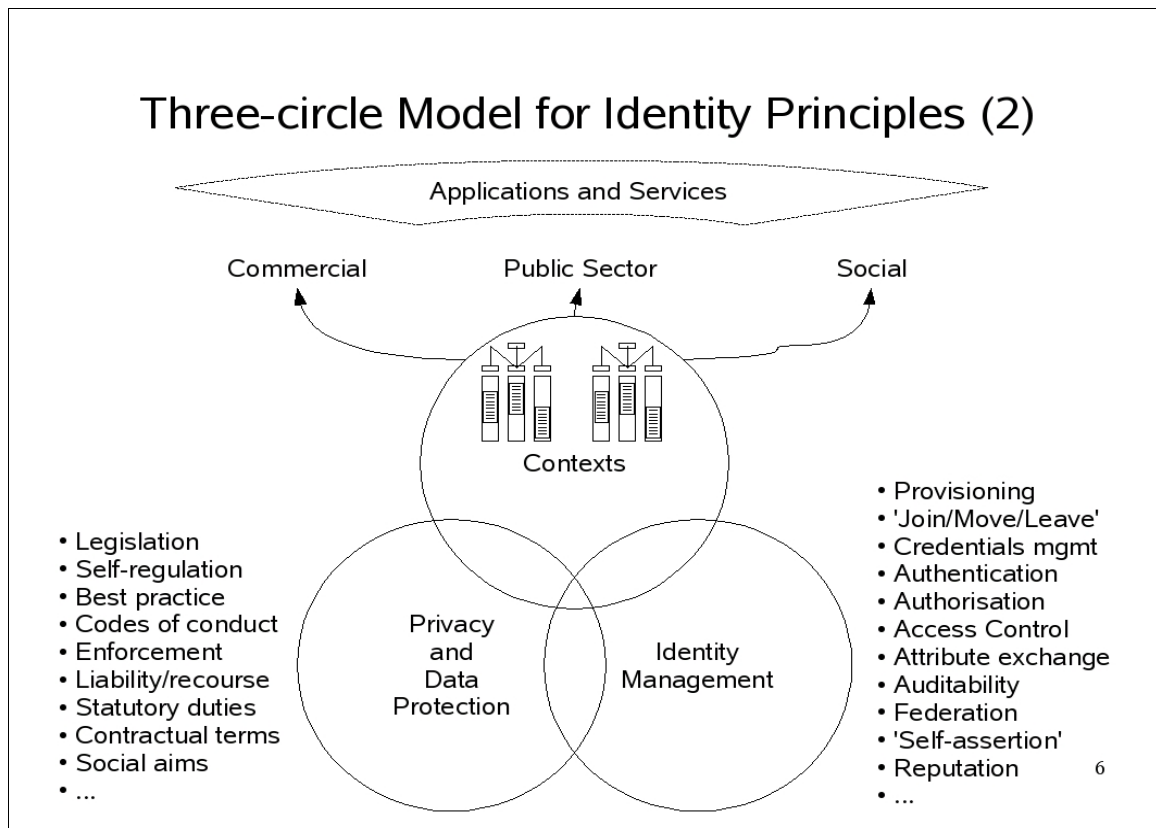 Three-circle Model for Identity Principles (2)
Applications and Services
Commercial
Public Sector
Social
Contexts
• Legislation
• Self-regulation
• Best practice
• Codes of conduct
• Enforcement
• Liability/recourse
• Statutory duties
• Contractual terms
• Social aims
• ...
Privacy
and
Data
Protection
Identity
Management
• Provisioning
• 'Join/Move/Leave'
• Credentials mgmt
• Authentication
• Authorisation
• Access Control
• Attribute exchange
• Auditability
• Federation
• 'Self-assertion'
• Reputation
• ...
6